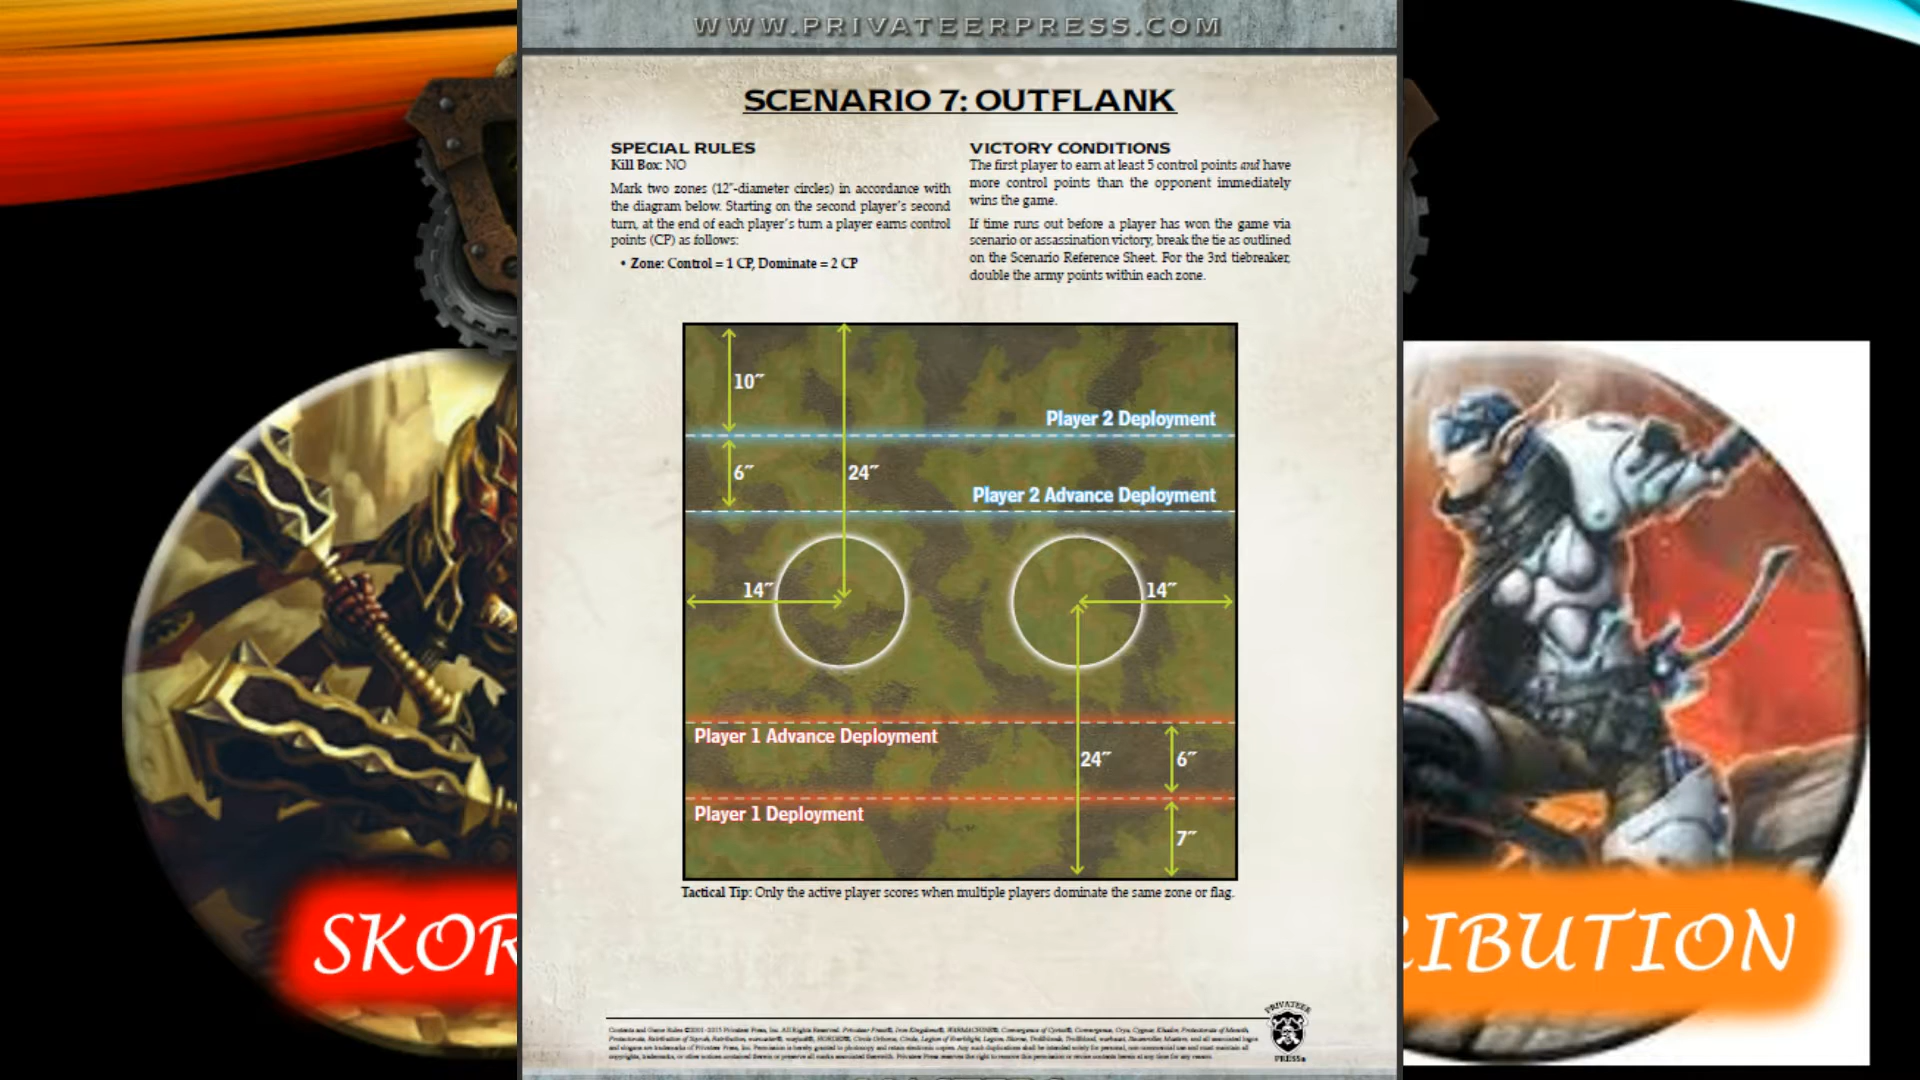 WWW.PRIVATEERPRESS.COM
SCENARIO 7: OUTFLANK
SPECIAL RULES
Kill Box: NO
Mark two zones (12″-diameter circles) in accordance with
the diagram below. Starting on the second player's second
turn, at the end of each player's turn a player earns control
points (CP) as follows:
• Zone: Control = 1 CP, Dominate = 2 CP
VICTORY CONDITIONS
The first player to earn at least 5 control points and have
more control points than the opponent immediately
wins the game.
If time runs out before a player has won the game via
scenario or assassination victory, break the tie as outlined
on the Scenario Reference Sheet. For the 3rd tiebreaker,
double the army points within each zone.
10″
Player 2 Deployment
6″
24″
Player 2 Advance Deployment
14″
14″
Player 1 Advance Deployment
24″
6″
Player 1 Deployment
7″
Tactical Tip: Only the active player scores when multiple players dominate the same zone or flag.
SKOR
RIBUTION
PRIVATEER
PRESS